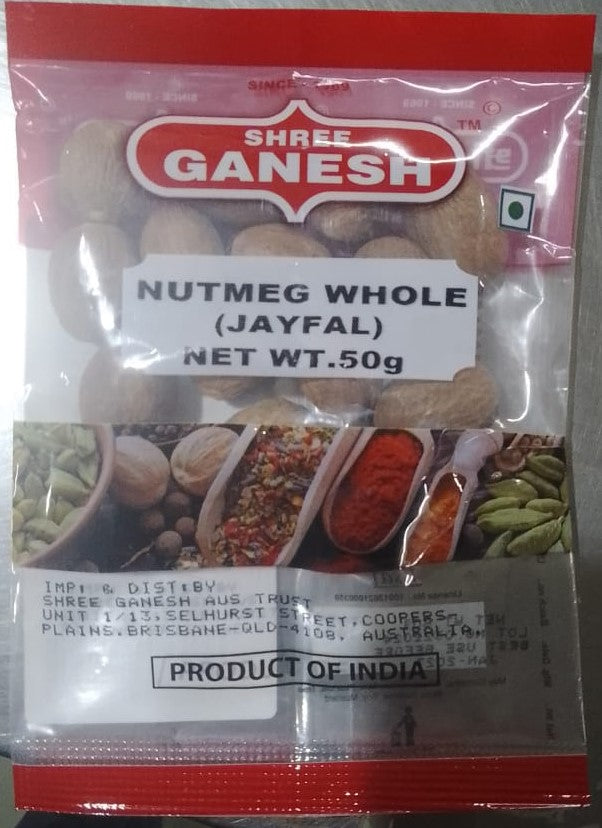 SINCE - 1969
SHREE
GANESH
TM ©
NUTMEG WHOLE
(JAYFAL)
NET WT.50g
IMP: & DIST:BY
SHREE GANESH AUS TRUST
UNIT 1/13,SELHURST STREET,COOPERS
PLAINS.BRISBANE-QLD-4108, AUSTRALIA.
PRODUCT OF INDIA